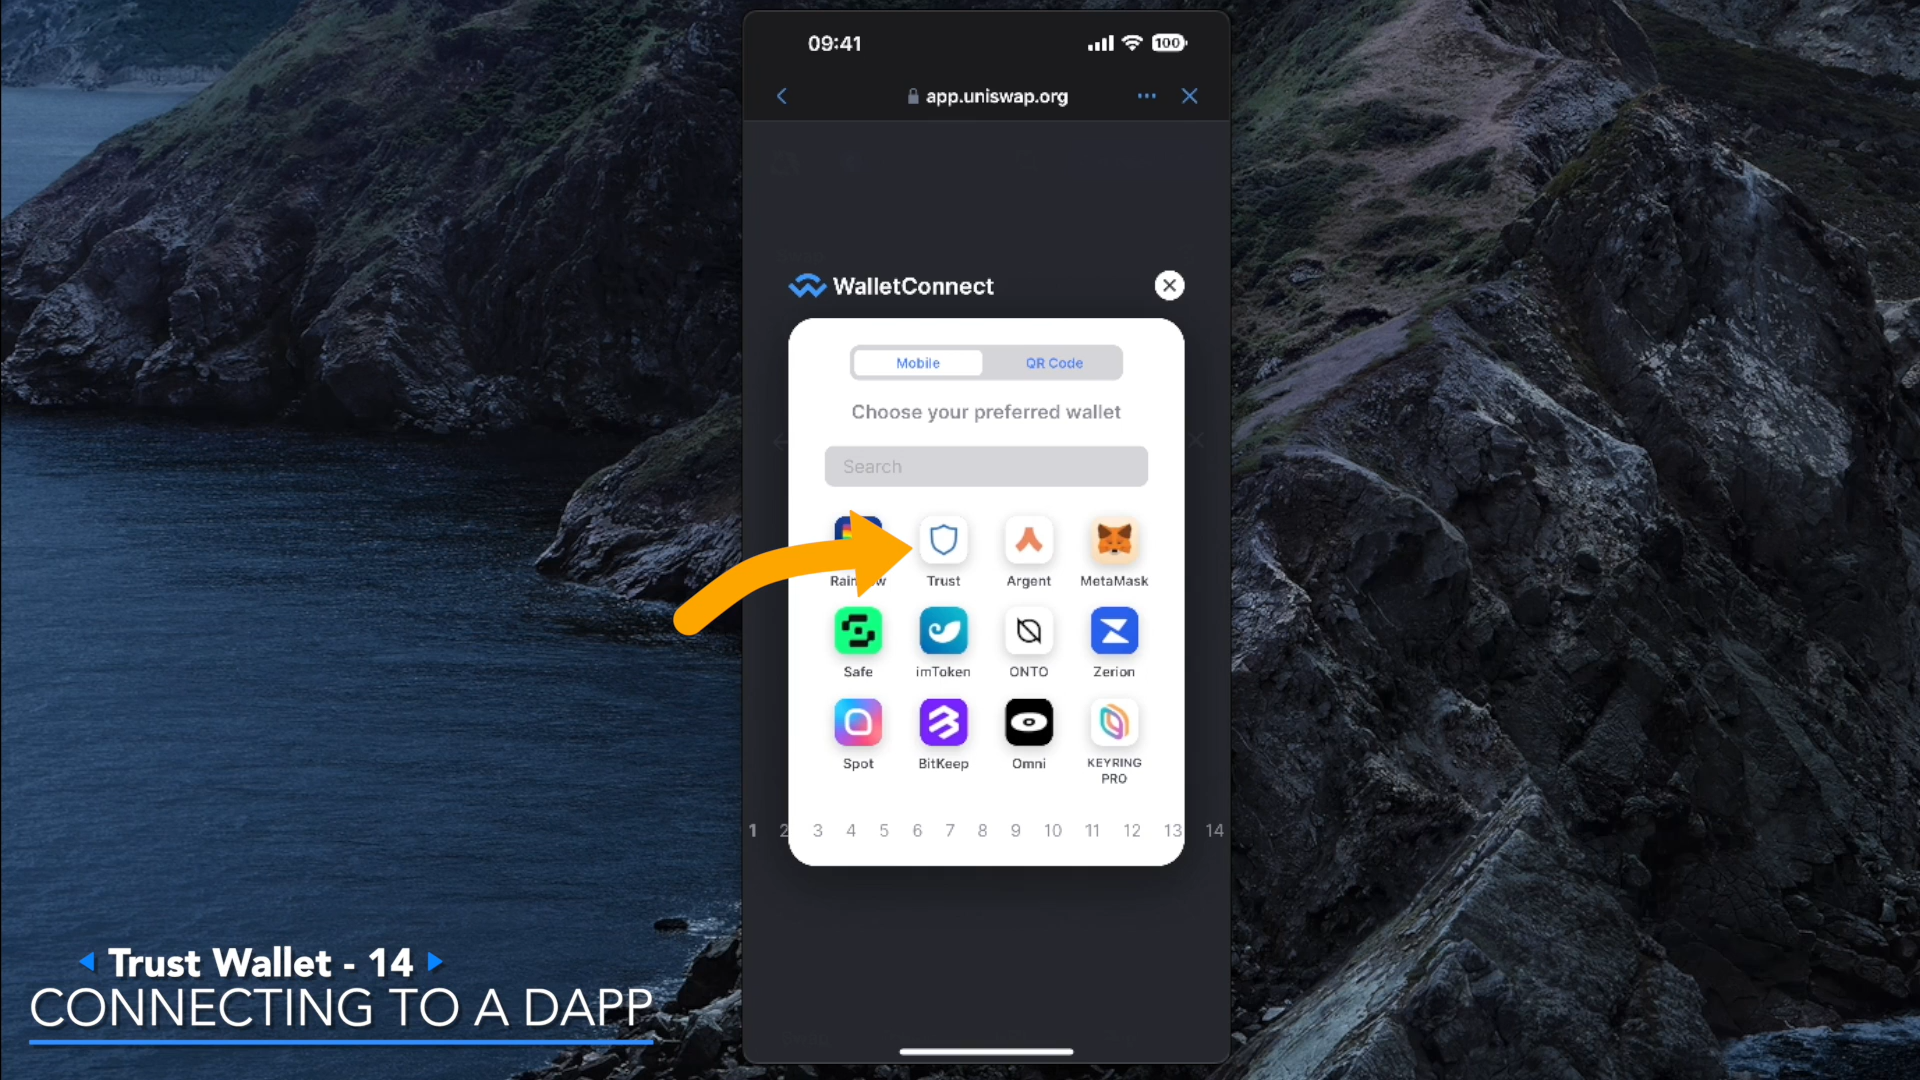 09:41
100
app.uniswap.org
WalletConnect
Mobile QR Code
Choose your preferred wallet
Search
Trust Argent MetaMask
Safe imToken ONTO Zerion
Spot BitKeep Omni KEYRING PRO
1 2 3 4 5 6 7 8 9 10 11 12 13 14
Trust Wallet - 14
CONNECTING TO A DAPP